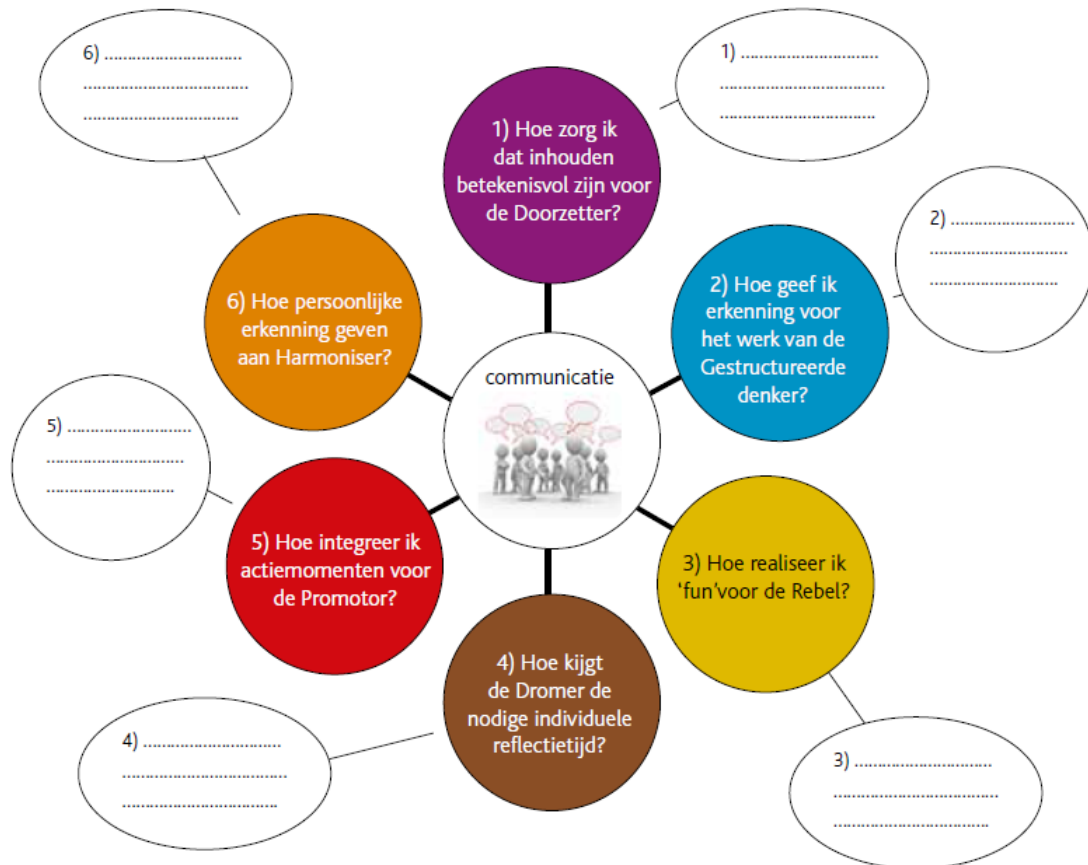 6) ..............................
....................................
..................................
1) ..............................
....................................
..................................
1) Hoe zorg ik
dat inhouden
betekenisvol zijn voor
de Doorzetter?
2) ...........................
..............................
............................
2) Hoe geef ik
erkenning voor
het werk van de
Gestructureerde
denker?
6) Hoe persoonlijke
erkenning geven
aan Harmoniser?
communicatie
5) ...........................
..............................
............................
5) Hoe integreer ik
actiemomenten voor
de Promotor?
3) Hoe realiseer ik
‘fun’voor de Rebel?
4) Hoe kijgt
de Dromer de
nodige individuele
reflectietijd?
4) ..............................
....................................
..................................
3) ..............................
....................................
..................................